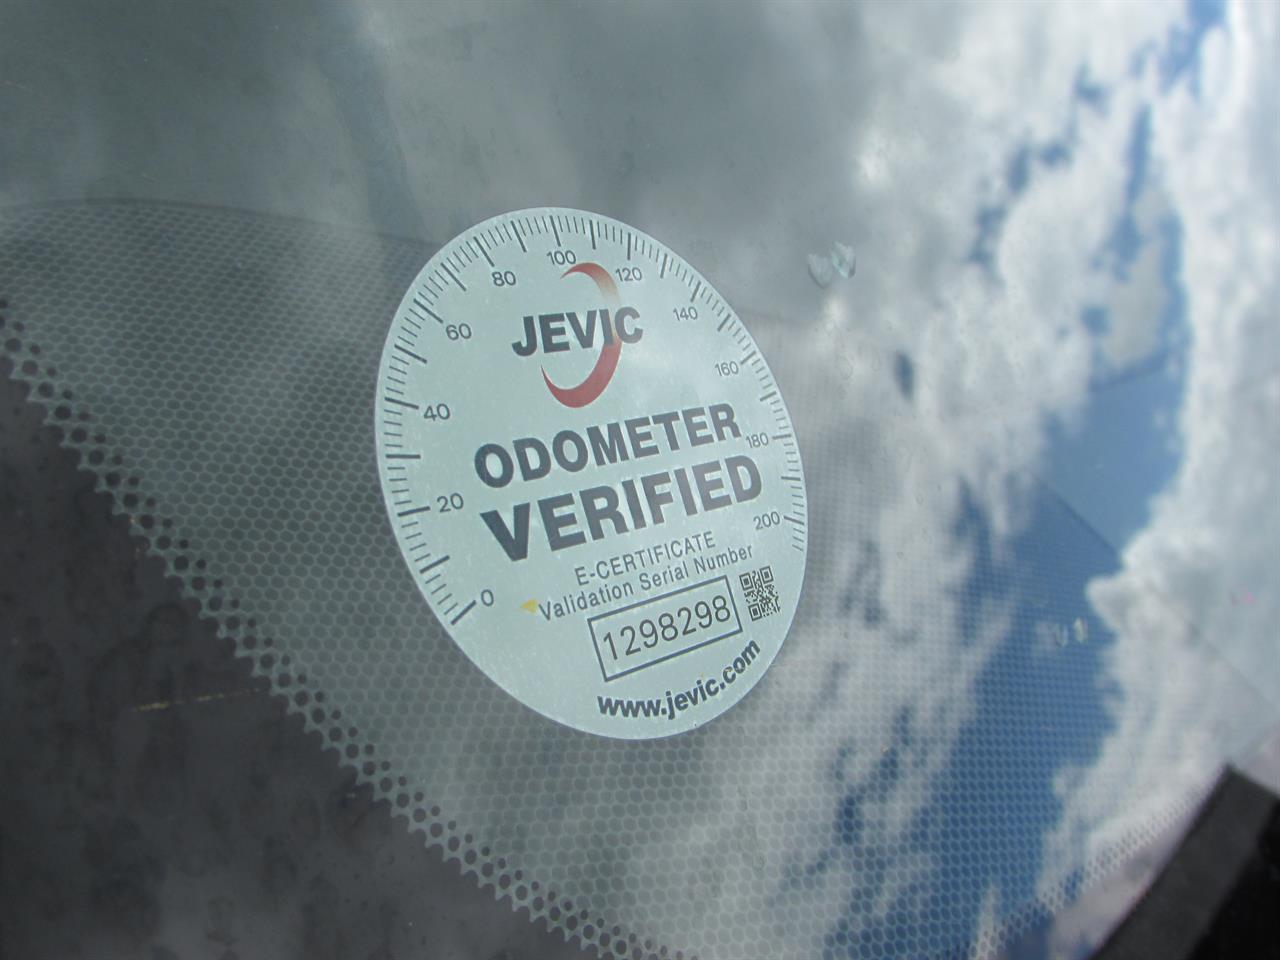 0 20 40 60 80 100 120 140 160 180 200
JEVIC
ODOMETER
VERIFIED
E-CERTIFICATE
Validation Serial Number
1298298
www.jevic.com